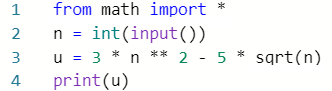 1 from math import *
2 n = int(input())
3 u = 3 * n ** 2 - 5 * sqrt(n)
4 print(u)